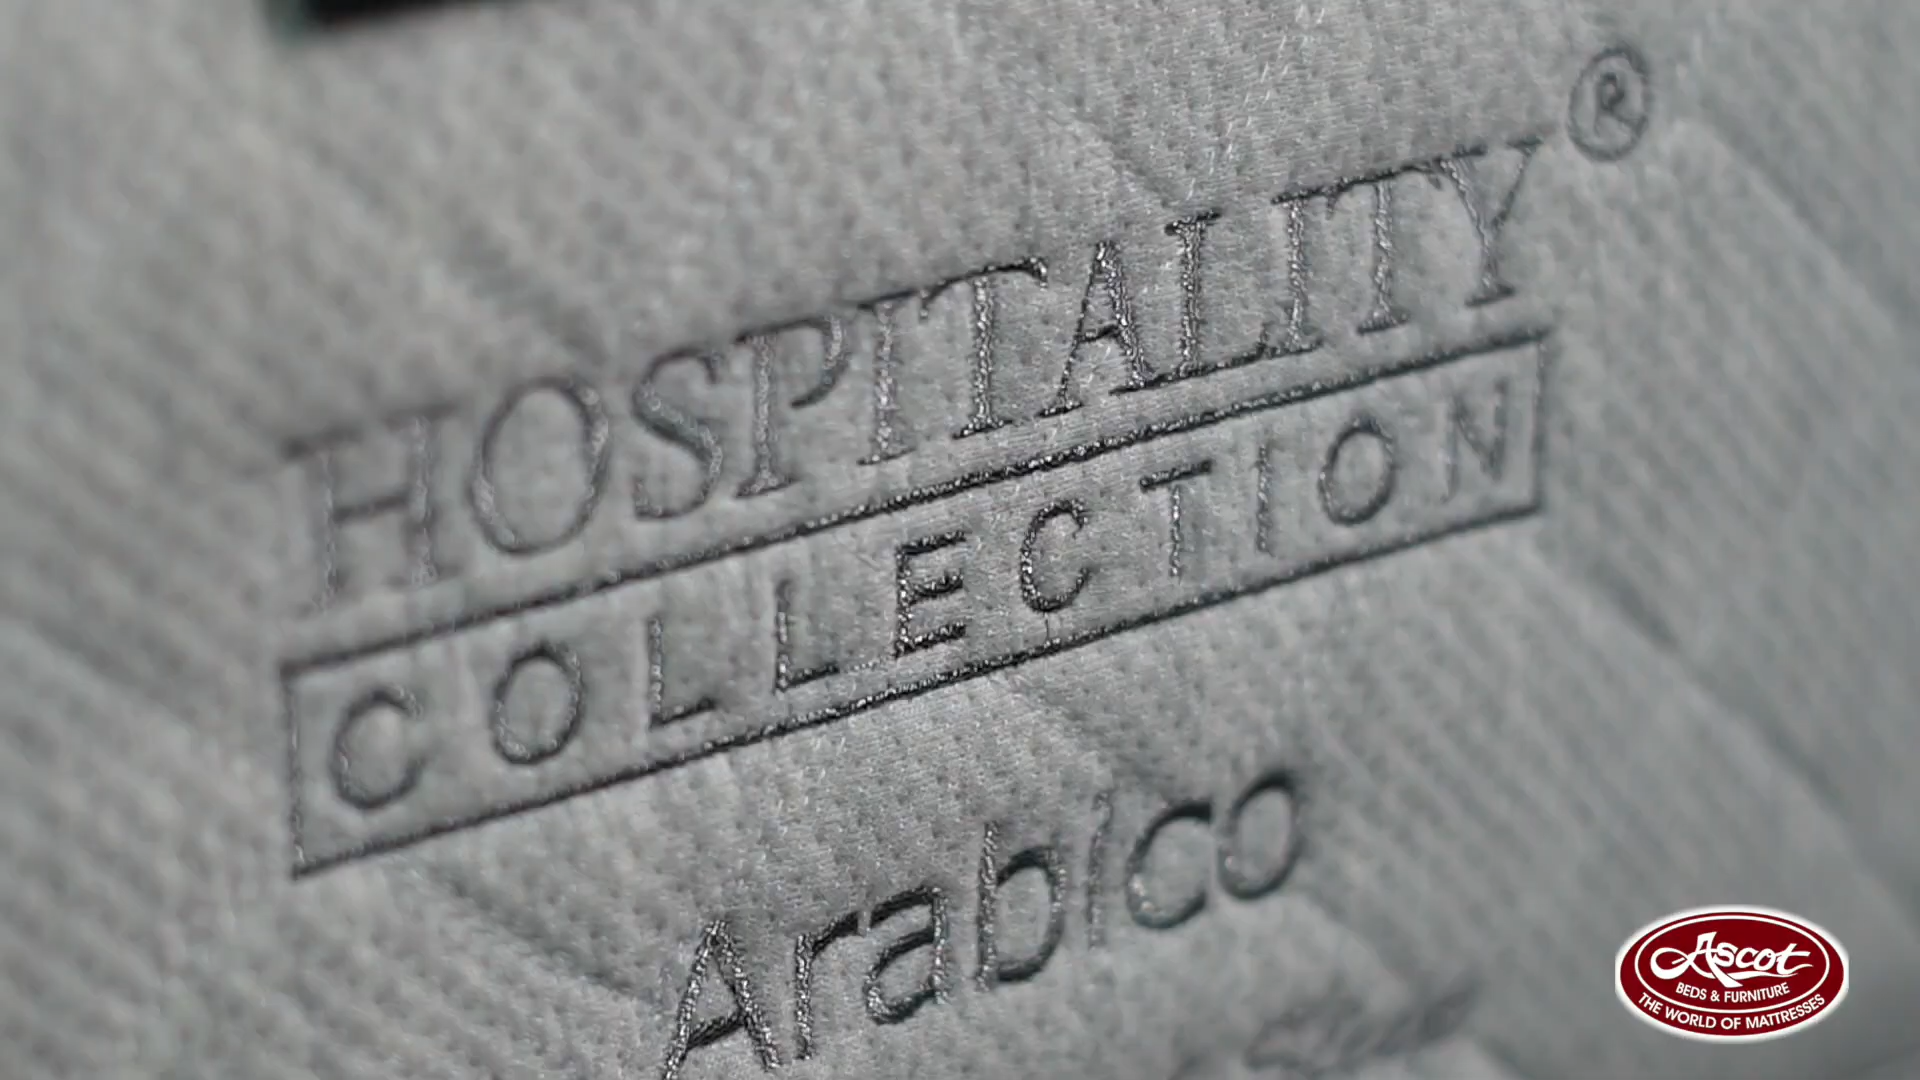 HOSPITALITY®
COLLECTION
Arabico
Ascot
BEDS & FURNITURE
THE WORLD OF MATTRESSES